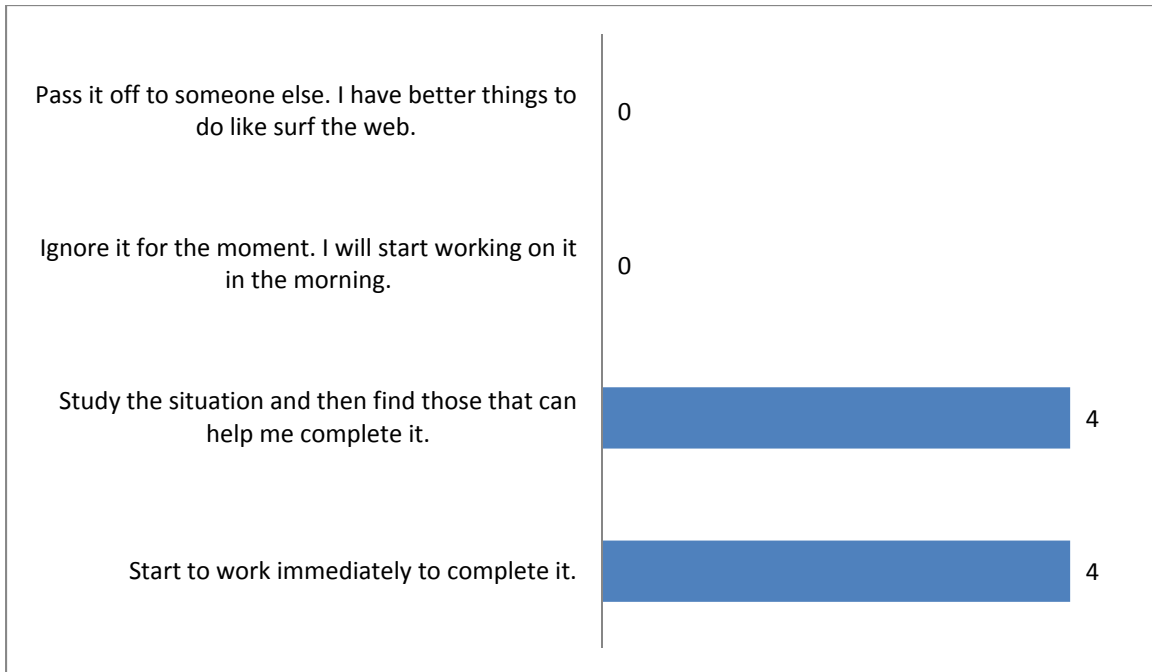 Pass it off to someone else. I have better things to
do like surf the web.
0
Ignore it for the moment. I will start working on it
in the morning.
0
Study the situation and then find those that can
help me complete it.
4
Start to work immediately to complete it.
4